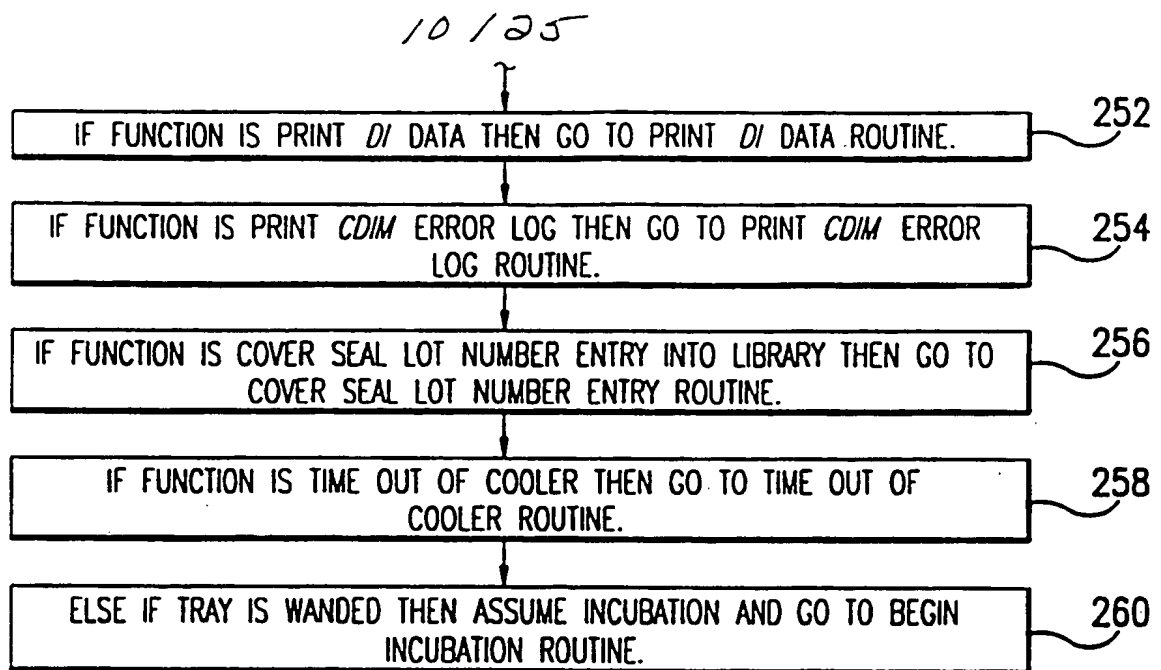 10/25
IF FUNCTION IS PRINT DI DATA THEN GO TO PRINT DI DATA ROUTINE.
252
IF FUNCTION IS PRINT CDIM ERROR LOG THEN GO TO PRINT CDIM ERROR
LOG ROUTINE.
254
IF FUNCTION IS COVER SEAL LOT NUMBER ENTRY INTO LIBRARY THEN GO TO
COVER SEAL LOT NUMBER ENTRY ROUTINE.
256
IF FUNCTION IS TIME OUT OF COOLER THEN GO TO TIME OUT OF
COOLER ROUTINE.
258
ELSE IF TRAY IS WANDED THEN ASSUME INCUBATION AND GO TO BEGIN
INCUBATION ROUTINE.
260